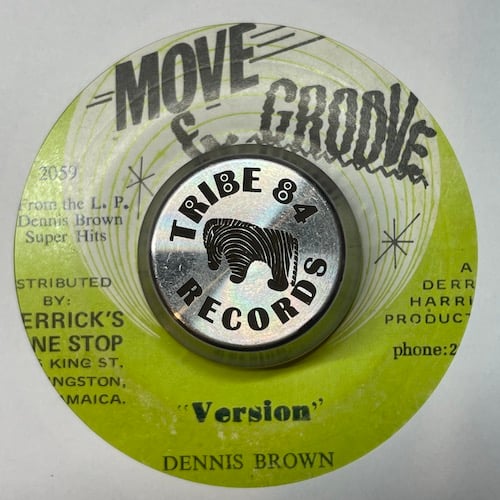 MOVE
& GROOVE
2059
From the L. P.
Dennis Brown
Super Hits
TRIBE 84
RECORDS
STRIBUTED
BY:
ERRICK'S
NE STOP
KING ST,
NGSTON,
MAICA.
A
DERR
HARRI
PRODUCT
phone:2
"Version"
DENNIS BROWN